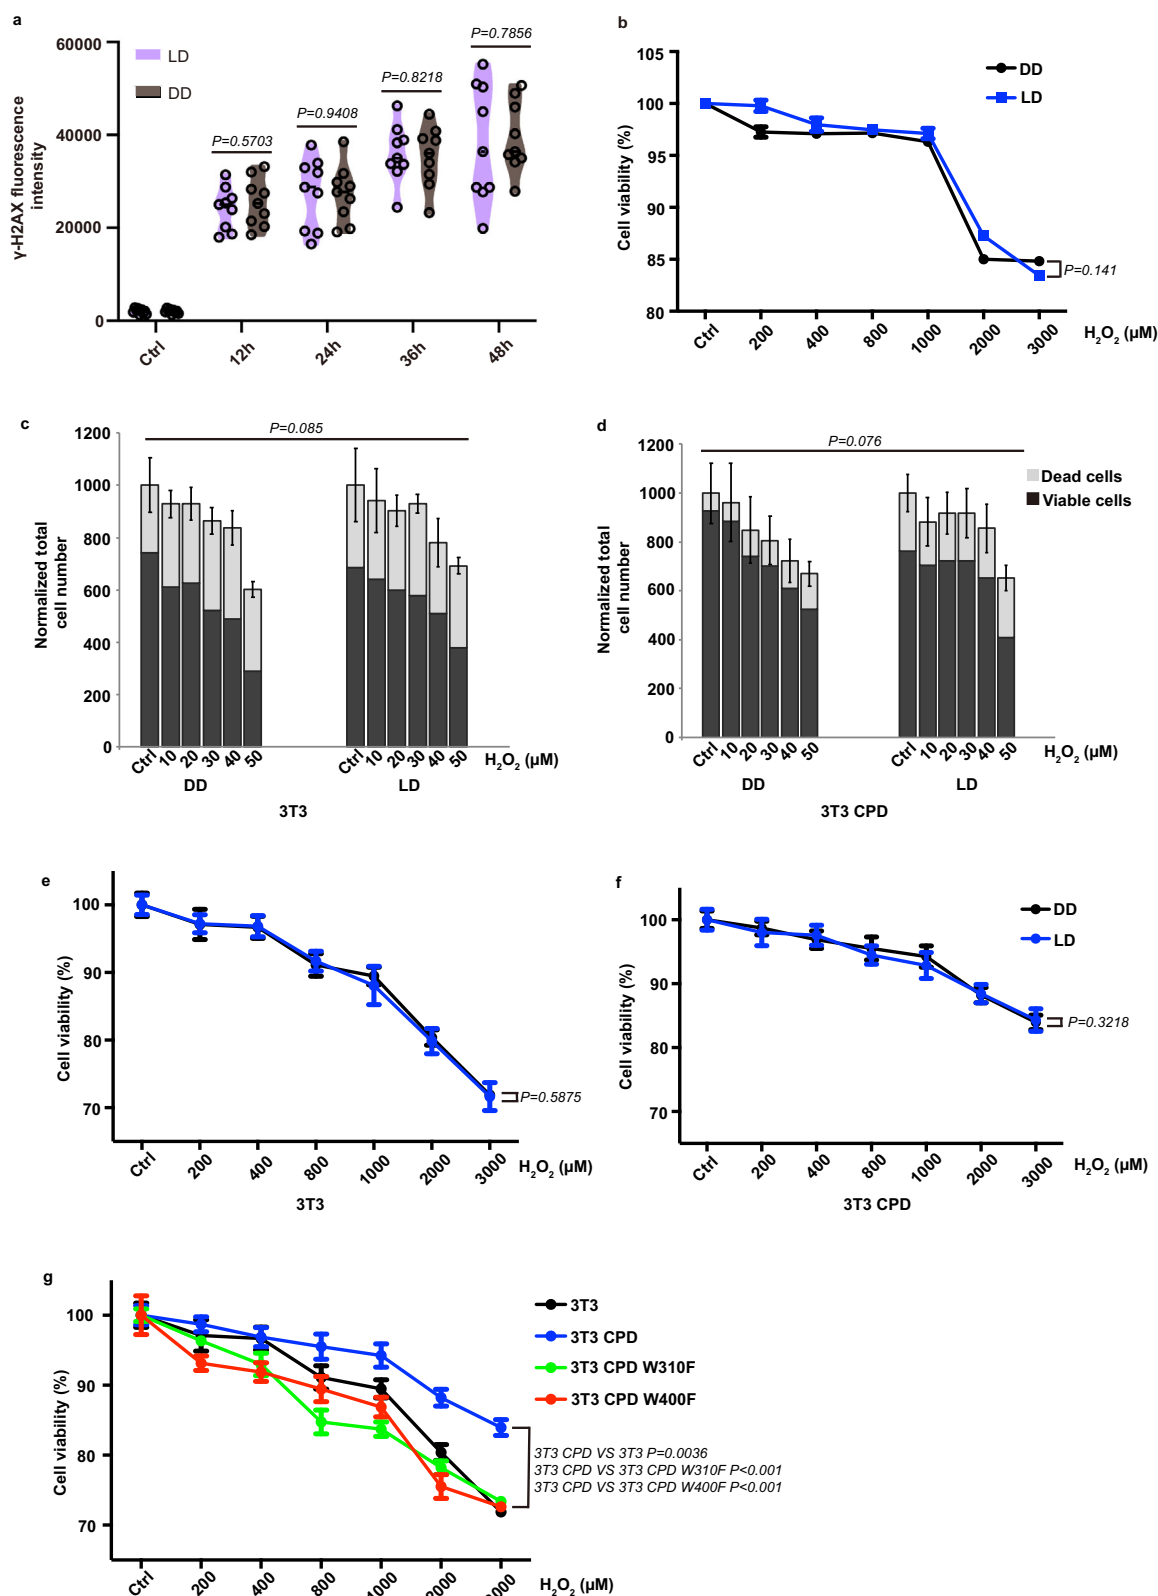 a
60000
40000
20000
0
γ-H2AX fluorescence
intensity
LD
DD
P=0.5703
P=0.9408
P=0.8218
P=0.7856
Ctrl
12h
24h
36h
48h
b
105
100
95
90
85
80
Cell viability (%)
DD
LD
P=0.141
Ctrl
200
400
800
1000
2000
3000
H2O2 (µM)
c
1200
1000
800
600
400
200
0
Normalized total
cell number
P=0.085
Ctrl 10 20 30 40 50
Ctrl 10 20 30 40 50
H2O2 (µM)
DD
LD
3T3
d
1200
1000
800
600
400
200
0
Normalized total
cell number
P=0.076
Dead cells
Viable cells
Ctrl 10 20 30 40 50
Ctrl 10 20 30 40 50
H2O2 (µM)
DD
LD
3T3 CPD
e
100
90
80
70
Cell viability (%)
P=0.5875
Ctrl
200
400
800
1000
2000
3000
H2O2 (µM)
3T3
f
100
90
80
70
Cell viability (%)
DD
LD
P=0.3218
Ctrl
200
400
800
1000
2000
3000
H2O2 (µM)
3T3 CPD
g
100
90
80
70
Cell viability (%)
3T3
3T3 CPD
3T3 CPD W310F
3T3 CPD W400F
3T3 CPD VS 3T3 P=0.0036
3T3 CPD VS 3T3 CPD W310F P<0.001
3T3 CPD VS 3T3 CPD W400F P<0.001
Ctrl
200
400
800
1000
2000
H2O2 (µM)